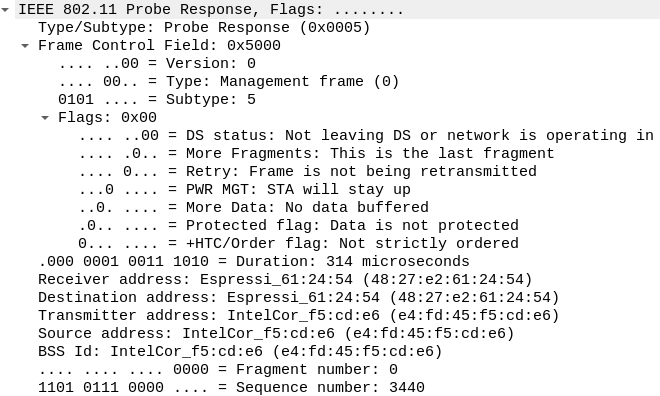 IEEE 802.11 Probe Response, Flags: ........
Type/Subtype: Probe Response (0x0005)
Frame Control Field: 0x5000
.... ..00 = Version: 0
.... 00.. = Type: Management frame (0)
0101 .... = Subtype: 5
Flags: 0x00
.... ..00 = DS status: Not leaving DS or network is operating in
.... .0.. = More Fragments: This is the last fragment
.... 0... = Retry: Frame is not being retransmitted
...0 .... = PWR MGT: STA will stay up
..0. .... = More Data: No data buffered
.0.. .... = Protected flag: Data is not protected
0... .... = +HTC/Order flag: Not strictly ordered
.000 0001 0011 1010 = Duration: 314 microseconds
Receiver address: Espressi_61:24:54 (48:27:e2:61:24:54)
Destination address: Espressi_61:24:54 (48:27:e2:61:24:54)
Transmitter address: IntelCor_f5:cd:e6 (e4:fd:45:f5:cd:e6)
Source address: IntelCor_f5:cd:e6 (e4:fd:45:f5:cd:e6)
BSS Id: IntelCor_f5:cd:e6 (e4:fd:45:f5:cd:e6)
.... .... .... 0000 = Fragment number: 0
1101 0111 0000 .... = Sequence number: 3440